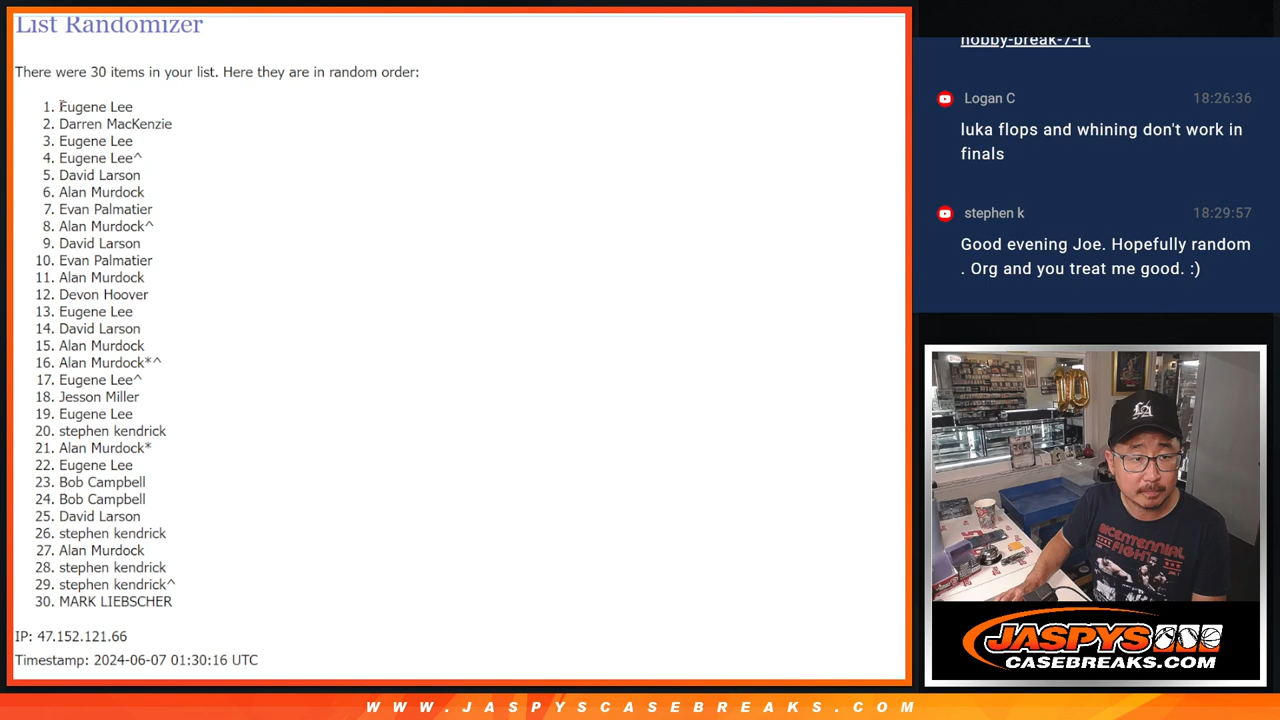 List Randomizer
There were 30 items in your list. Here they are in random order:
1. Eugene Lee
2. Darren MacKenzie
3. Eugene Lee
4. Eugene Lee^
5. David Larson
6. Alan Murdock
7. Evan Palmatier
8. Alan Murdock^
9. David Larson
10. Evan Palmatier
11. Alan Murdock
12. Devon Hoover
13. Eugene Lee
14. David Larson
15. Alan Murdock
16. Alan Murdock*^
17. Eugene Lee^
18. Jesson Miller
19. Eugene Lee
20. stephen kendrick
21. Alan Murdock*
22. Eugene Lee
23. Bob Campbell
24. Bob Campbell
25. David Larson
26. stephen kendrick
27. Alan Murdock
28. stephen kendrick
29. stephen kendrick^
30. MARK LIEBSCHER
IP: 47.152.121.66
Timestamp: 2024-06-07 01:30:16 UTC
hobby-break-7-rt
Logan C 18:26:36
luka flops and whining don't work in
finals
stephen k 18:29:57
Good evening Joe. Hopefully random
. Org and you treat me good. :)
10
LA
BICENTENNIAL
FIGHT
JASPYS
CASEBREAKS.COM
WWW.JASPYSCASEBREAKS.COM